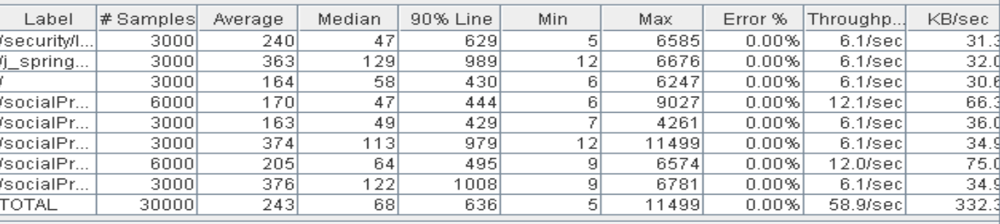 Label # Samples Average Median 90% Line Min Max Error % Throughp... KB/sec
/security/l... 3000 240 47 629 5 6585 0.00% 6.1/sec 31.3
/j_spring... 3000 363 129 989 12 6676 0.00% 6.1/sec 32.0
/ 3000 164 58 430 6 6247 0.00% 6.1/sec 30.6
/socialPr... 6000 170 47 444 6 9027 0.00% 12.1/sec 66.3
/socialPr... 3000 163 49 429 7 4261 0.00% 6.1/sec 36.0
/socialPr... 3000 374 113 979 12 11499 0.00% 6.1/sec 34.9
/socialPr... 6000 205 64 495 9 6574 0.00% 12.0/sec 75.0
/socialPr... 3000 376 122 1008 9 6781 0.00% 6.1/sec 34.9
TOTAL 30000 243 68 636 5 11499 0.00% 58.9/sec 332.3